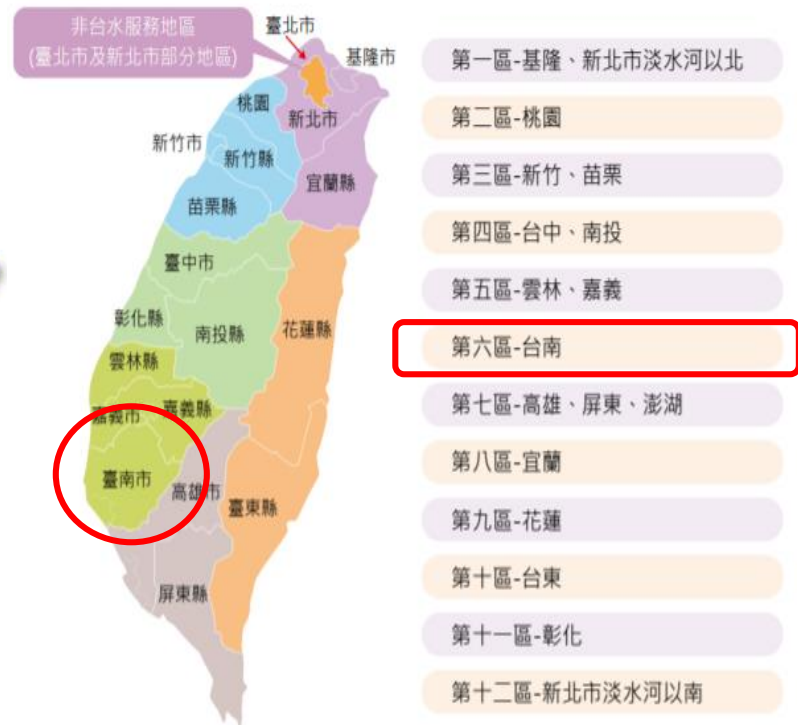 非台水服務地區
(臺北市及新北市部分地區)
臺北市
基隆市
桃園
新北市
新竹市
新竹縣
宜蘭縣
苗栗縣
臺中市
彰化縣
南投縣
花蓮縣
雲林縣
嘉義市
嘉義縣
臺南市
高雄市
臺東縣
屏東縣
第一區-基隆、新北市淡水河以北
第二區-桃園
第三區-新竹、苗栗
第四區-台中、南投
第五區-雲林、嘉義
第六區-台南
第七區-高雄、屏東、澎湖
第八區-宜蘭
第九區-花蓮
第十區-台東
第十一區-彰化
第十二區-新北市淡水河以南